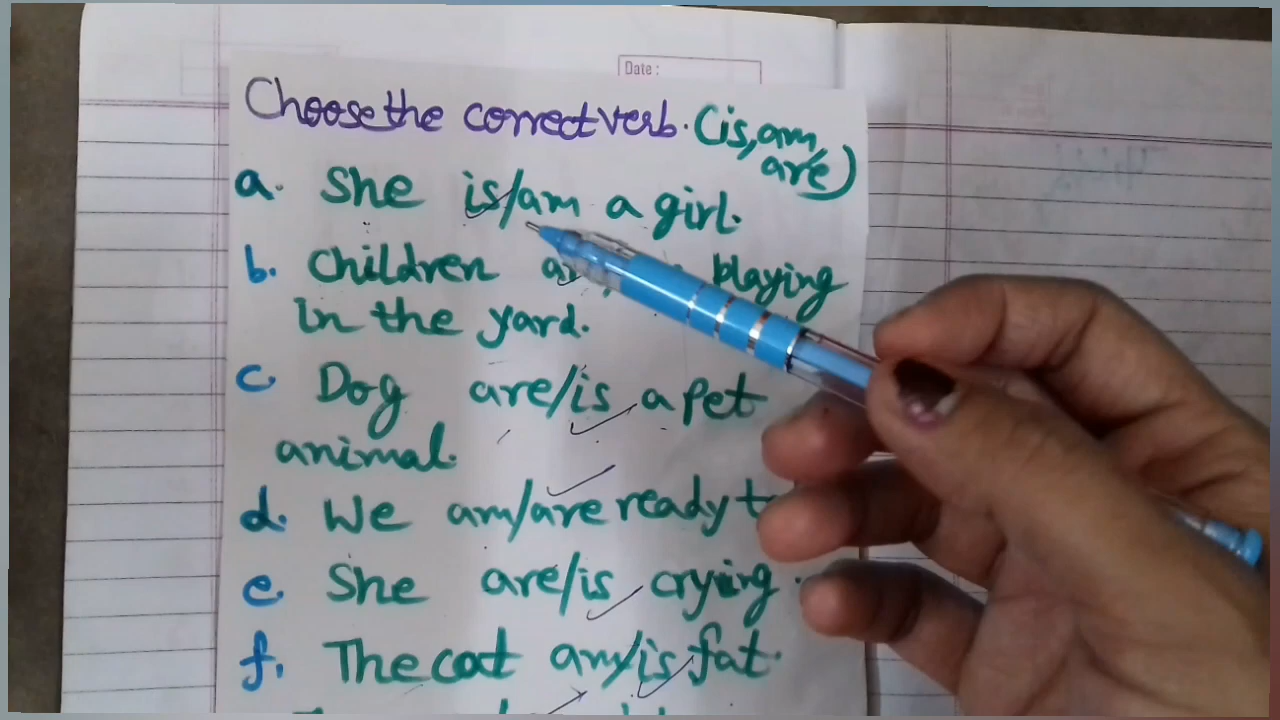 Date :
Choose the correct verb. (is, am,
are)
a. She is/am a girl.
b. Children playing
in the yard.
c. Dog are/is a pet
animal.
d. We am/are ready
e. She are/is crying.
f. The cat am/is fat.